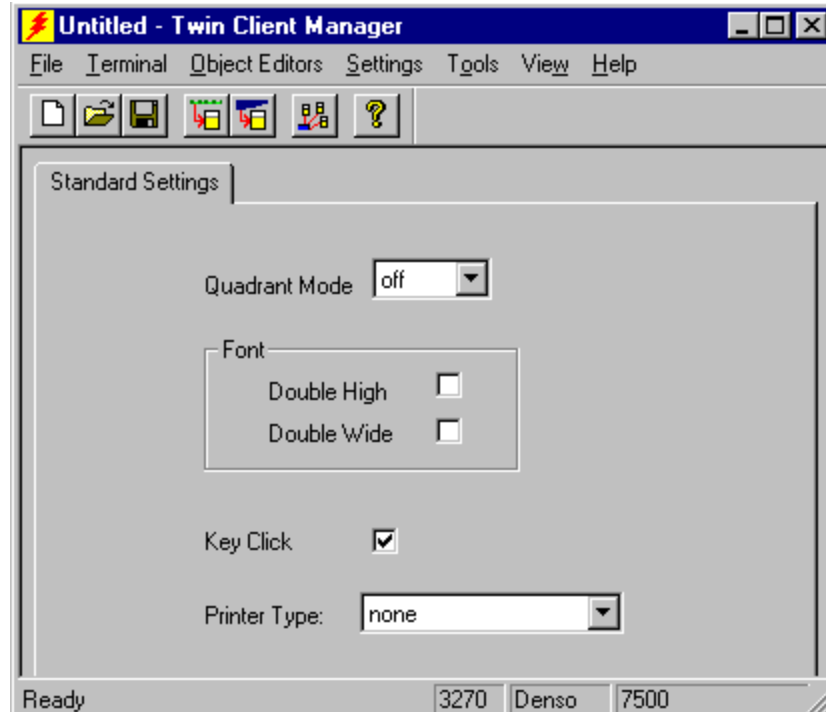 Untitled - Twin Client Manager
File Terminal Object Editors Settings Tools View Help
Standard Settings
Quadrant Mode off
Font
Double High
Double Wide
Key Click
Printer Type: none
Ready 3270 Denso 7500